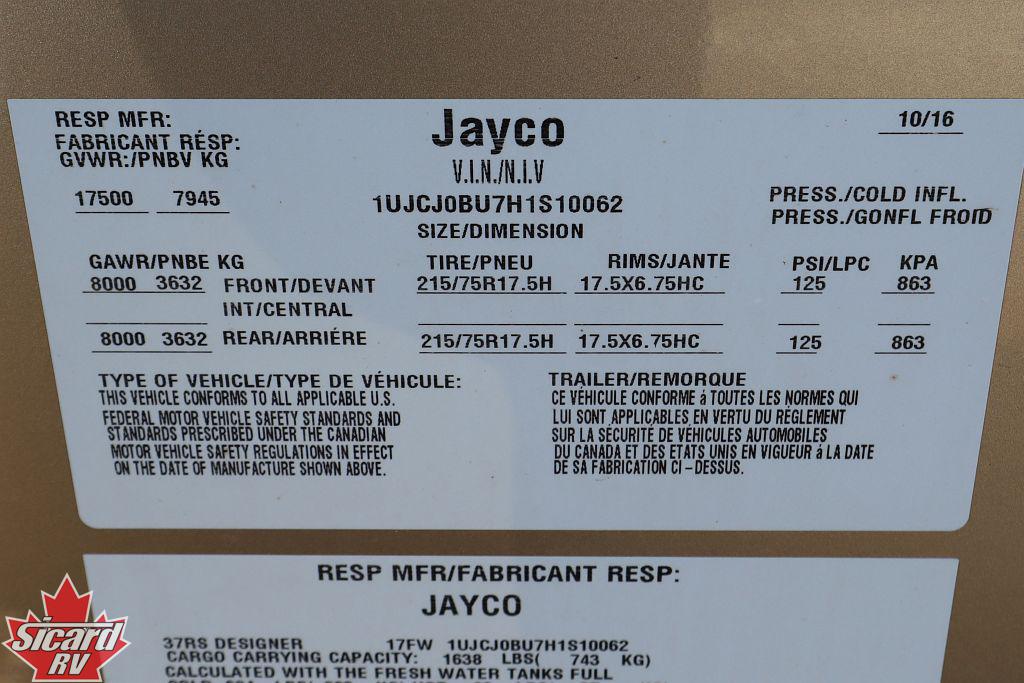 RESP MFR:
FABRICANT RÉSP:
GVWR:/PNBV KG
Jayco
10/16
V.I.N./N.I.V
17500 7945
1UJCJ0BU7H1S10062
PRESS./COLD INFL.
PRESS./GONFL FROID
SIZE/DIMENSION
GAWR/PNBE KG TIRE/PNEU RIMS/JANTE PSI/LPC KPA
8000 3632 FRONT/DEVANT 215/75R17.5H 17.5X6.75HC 125 863
INT/CENTRAL
8000 3632 REAR/ARRIÉRE 215/75R17.5H 17.5X6.75HC 125 863
TYPE OF VEHICLE/TYPE DE VÉHICULE: TRAILER/REMORQUE
THIS VEHICLE CONFORMS TO ALL APPLICABLE U.S.
FEDERAL MOTOR VEHICLE SAFETY STANDARDS AND
STANDARDS PRESCRIBED UNDER THE CANADIAN
MOTOR VEHICLE SAFETY REGULATIONS IN EFFECT
ON THE DATE OF MANUFACTURE SHOWN ABOVE.
CE VÉHICULE CONFORME á TOUTES LES NORMES QUI
LUI SONT APPLICABLES EN VERTU DU RÉGLEMENT
SUR LA SÉCURITÉ DE VÉHICULES AUTOMOBILES
DU CANADA ET DES ETATS UNIS EN VIGUEUR á LA DATE
DE SA FABRICATION CI-DESSUS.
RESP MFR/FABRICANT RESP:
JAYCO
37RS DESIGNER 17FW 1UJCJ0BU7H1S10062
CARGO CARRYING CAPACITY: 1638 LBS( 743 KG)
CALCULATED WITH THE FRESH WATER TANKS FULL
Sicard
RV